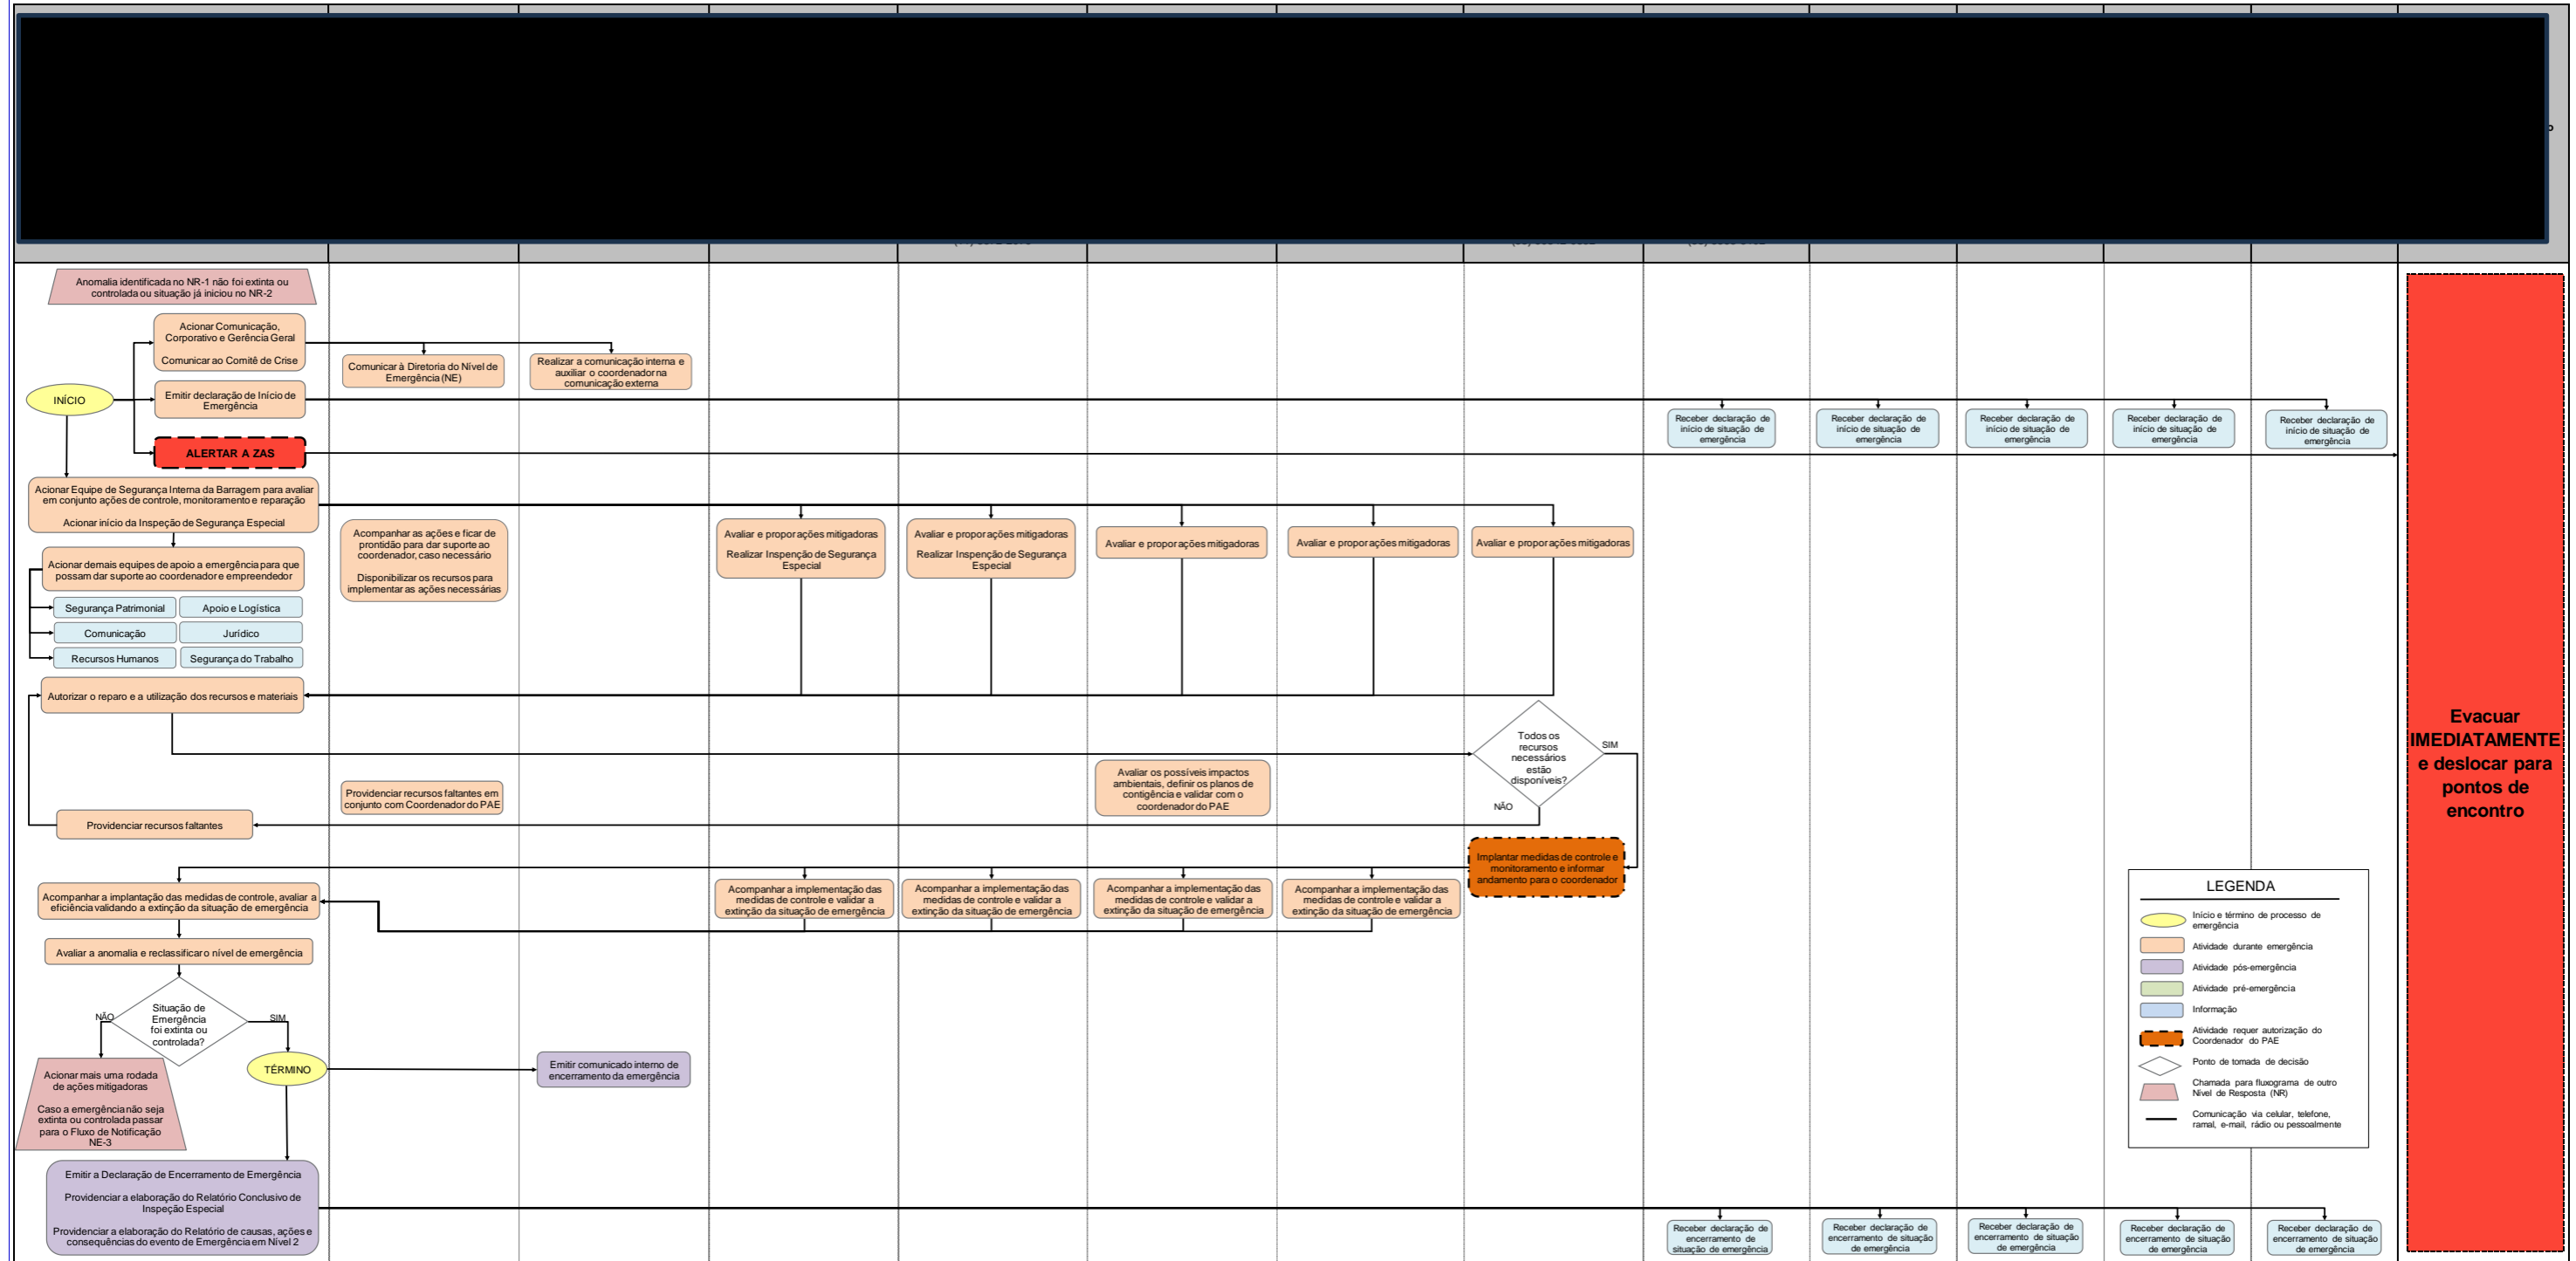 Anomalia identificada no NR-1 não foi extinta ou
controlada ou situação já iniciou no NR-2
Acionar Comunicação,
Corporativo e Gerência Geral
Comunicar ao Comitê de Crise
Comunicar à Diretoria do Nível de
Emergência (NE)
Realizar a comunicação interna e
auxiliar o coordenador na
comunicação externa
INÍCIO
Emitir declaração de Início de
Emergência
Receber declaração de
início de situação de
emergência
Receber declaração de
início de situação de
emergência
Receber declaração de
início de situação de
emergência
Receber declaração de
início de situação de
emergência
Receber declaração de
início de situação de
emergência
ALERTAR A ZAS
Acionar Equipe de Segurança Interna da Barragem para avaliar
em conjunto ações de controle, monitoramento e reparação
Acionar início da Inspeção de Segurança Especial
Acompanhar as ações e ficar de
prontidão para dar suporte ao
coordenador, caso necessário
Disponibilizar os recursos para
implementar as ações necessárias
Avaliar e propor ações mitigadoras
Realizar Inspenção de Segurança
Especial
Avaliar e propor ações mitigadoras
Realizar Inspenção de Segurança
Especial
Avaliar e propor ações mitigadoras
Avaliar e propor ações mitigadoras
Avaliar e propor ações mitigadoras
Acionar demais equipes de apoio a emergência para que
possam dar suporte ao coordenador e empreendedor
Segurança Patrimonial
Apoio e Logística
Comunicação
Jurídico
Recursos Humanos
Segurança do Trabalho
Autorizar o reparo e a utilização dos recursos e materiais
Todos os
recursos
necessários
estão
disponíveis?
SIM
NÃO
Providenciar recursos faltantes em
conjunto com Coordenador do PAE
Avaliar os possíveis impactos
ambientais, definir os planos de
contigência e validar com o
coordenador do PAE
Providenciar recursos faltantes
Implantar medidas de controle e
monitoramento e informar
andamento para o coordenador
Acompanhar a implantação das medidas de controle, avaliar a
eficiência validando a extinção da situação de emergência
Acompanhar a implementação das
medidas de controle e validar a
extinção da situação de emergência
Acompanhar a implementação das
medidas de controle e validar a
extinção da situação de emergência
Acompanhar a implementação das
medidas de controle e validar a
extinção da situação de emergência
Acompanhar a implementação das
medidas de controle e validar a
extinção da situação de emergência
Avaliar a anomalia e reclassificar o nível de emergência
Situação de
Emergência
foi extinta ou
controlada?
NÃO
SIM
Acionar mais uma rodada
de ações mitigadoras
Caso a emergência não seja
extinta ou controlada passar
para o Fluxo de Notificação
NE-3
TÉRMINO
Emitir comunicado interno de
encerramento da emergência
Emitir a Declaração de Encerramento de Emergência
Providenciar a elaboração do Relatório Conclusivo de
Inspeção Especial
Providenciar a elaboração do Relatório de causas, ações e
consequências do evento de Emergência em Nível 2
Receber declaração de
encerramento de
situação de emergência
Receber declaração de
encerramento de situação
de emergência
Receber declaração de
encerramento de situação
de emergência
Receber declaração de
encerramento de situação
de emergência
Receber declaração de
encerramento de situação
de emergência
LEGENDA
Início e término de processo de
emergência
Atividade durante emergência
Atividade pós-emergência
Atividade pré-emergência
Informação
Atividade requer autorização do
Coordenador do PAE
Ponto de tomada de decisão
Chamada para fluxograma de outro
Nível de Resposta (NR)
Comunicação via celular, telefone,
ramal, e-mail, rádio ou pessoalmente
Evacuar
IMEDIATAMENTE
e deslocar para
pontos de
encontro